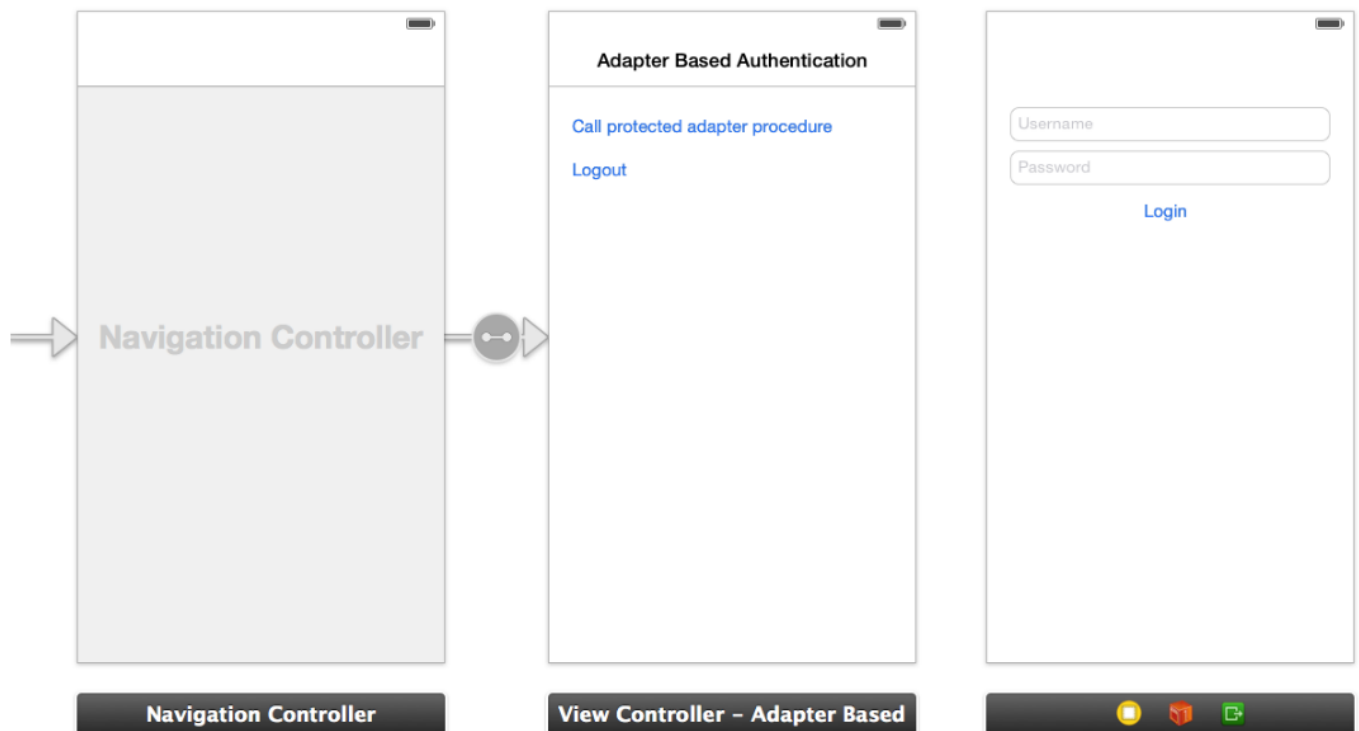 Adapter Based Authentication
Call protected adapter procedure
Logout
Username
Password
Login
Navigation Controller
Navigation Controller
View Controller – Adapter Based